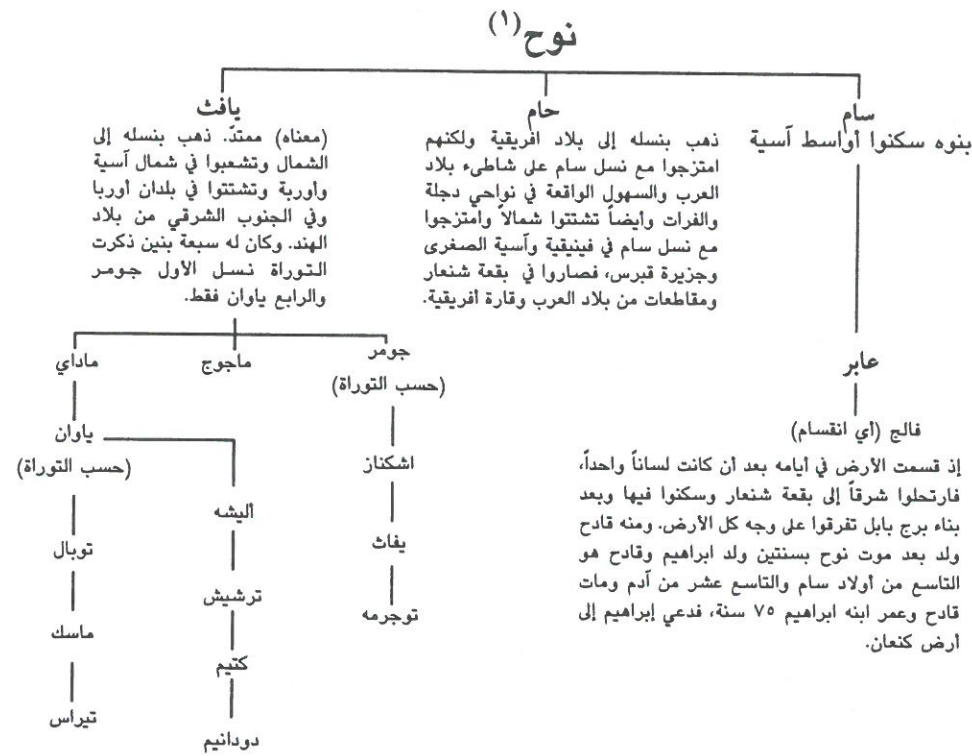 نوح(١)
سام
بنوه سكنوا أواسط آسية
حام
ذهب بنسله إلى بلاد افريقية ولكنهم
امتزجوا مع نسل سام على شاطىء بلاد
العرب والسهول الواقعة في نواحي دجلة
والفرات وأيضاً تشتتوا شمالاً وأمتزجوا
مع نسل سام في فينيقية وآسية الصغرى
وجزيرة قبرس، فصاروا في بقعة شنعار
ومقاطعات من بلاد العرب وقارة أفريقية.
يافث
(معناه) ممتدّ. ذهب بنسله إلى
الشمال وتشعبوا في شمال آسية
وأوربة وتشتتوا في بلدان أوربا
وفي الجنوب الشرقي من بلاد
الهند. وكان له سبعة بنين ذكرت
التوراة نسل الأول جومر
والرابع ياوان فقط.
عابر
فالج (أي انقسام)
إذ قسمت الأرض في أيامه بعد أن كانت لساناً واحداً،
فارتحلوا شرقاً إلى بقعة شنعار وسكنوا فيها وبعد
بناء برج بابل تفرقوا على وجه كل الأرض. ومنه قادح
ولد بعد موت نوح بسنتين ولد ابراهيم وقادح هو
التاسع من أولاد سام والتاسع عشر من آدم ومات
قادح وعمر ابنه ابراهيم ٧٥ سنة، فدعي إبراهيم إلى
أرض كنعان.
جومر
(حسب التوراة)
اشكناز
يفاث
توجرمه
ماجوج
ماداي
ياوان
(حسب التوراة)
أليشه
ترشيش
كتيم
دودانيم
توبال
ماسك
تيراس